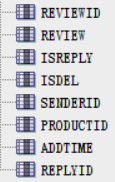 REVIEWID
REVIEW
ISREPLY
ISDEL
SENDERID
PRODUCTID
ADDTIME
REPLYID